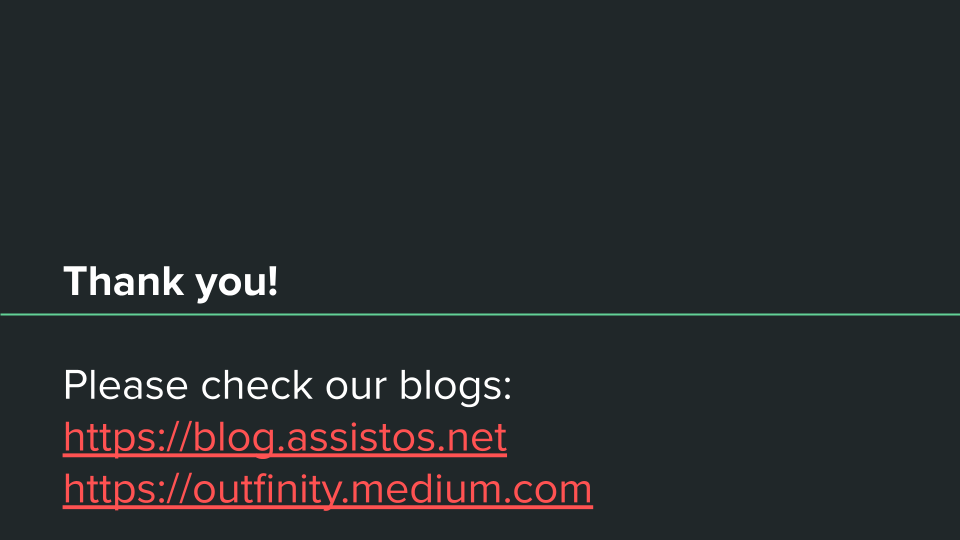 Thank you!
Please check our blogs:
https://blog.assistos.net
https://outfinity.medium.com